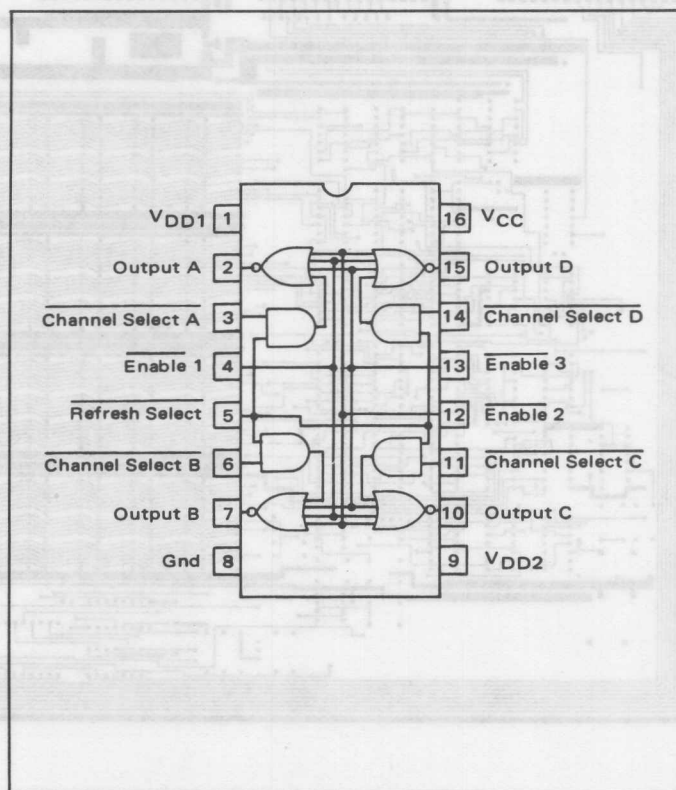 VDD1 1 16 VCC
Output A 2 15 Output D
Channel Select A 3 14 Channel Select D
Enable 1 4 13 Enable 3
Refresh Select 5 12 Enable 2
Channel Select B 6 11 Channel Select C
Output B 7 10 Output C
Gnd 8 9 VDD2